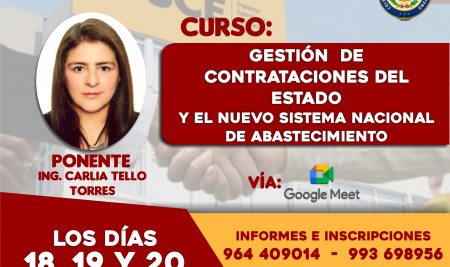 CURSO:
GESTIÓN DE
CONTRATACIONES DEL
ESTADO
Y EL NUEVO SISTEMA NACIONAL
DE ABASTECIMIENTO
PONENTE
ING. CARLIA TELLO
TORRES
VÍA:
Google Meet
LOS DÍAS
18, 19 Y 20
INFORMES E INSCRIPCIONES
964 409014 - 993 698956